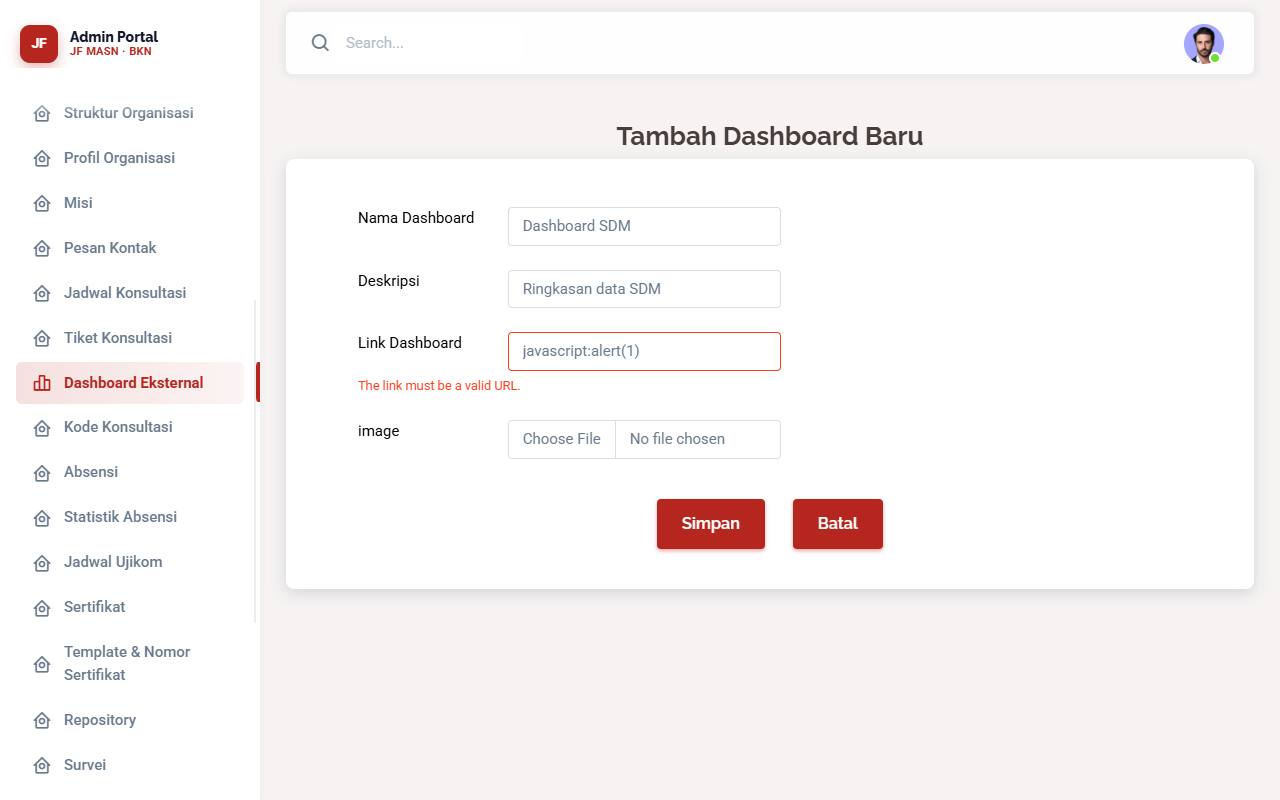 JF
Admin Portal
JF MASN · BKN
Struktur Organisasi
Profil Organisasi
Misi
Pesan Kontak
Jadwal Konsultasi
Tiket Konsultasi
Dashboard Eksternal
Kode Konsultasi
Absensi
Statistik Absensi
Jadwal Ujikom
Sertifikat
Template & Nomor
Sertifikat
Repository
Survei
Search...
Tambah Dashboard Baru
Nama Dashboard
Dashboard SDM
Deskripsi
Ringkasan data SDM
Link Dashboard
javascript:alert(1)
The link must be a valid URL.
image
Choose File
No file chosen
Simpan
Batal